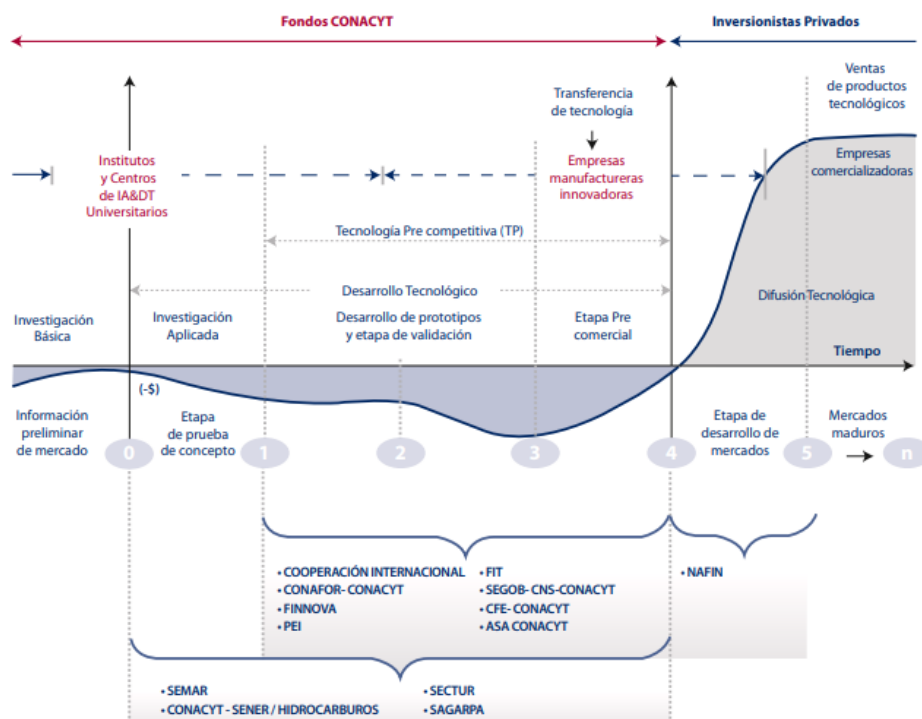 Fondos CONACYT
Inversionistas Privados
Ventas
de productos
tecnológicos
Transferencia
de tecnología
Institutos
y Centros
de IA&DT
Universitarios
Empresas
manufactureras
innovadoras
Empresas
comercializadoras
Tecnología Pre competitiva (TP)
Desarrollo Tecnológico
Difusión Tecnológica
Investigación
Básica
Investigación
Aplicada
Desarrollo de prototipos
y etapa de validación
Etapa Pre
comercial
Tiempo
(-$)
Información
preliminar
de mercado
Etapa
de prueba
de concepto
Etapa de
desarrollo de
mercados
Mercados
maduros
0
1
2
3
4
5
n
• COOPERACIÓN INTERNACIONAL
• CONAFOR- CONACYT
• FINNOVA
• PEI
• FIT
• SEGOB- CNS-CONACYT
• CFE- CONACYT
• ASA CONACYT
• NAFIN
• SEMAR
• CONACYT - SENER / HIDROCARBUROS
• SECTUR
• SAGARPA